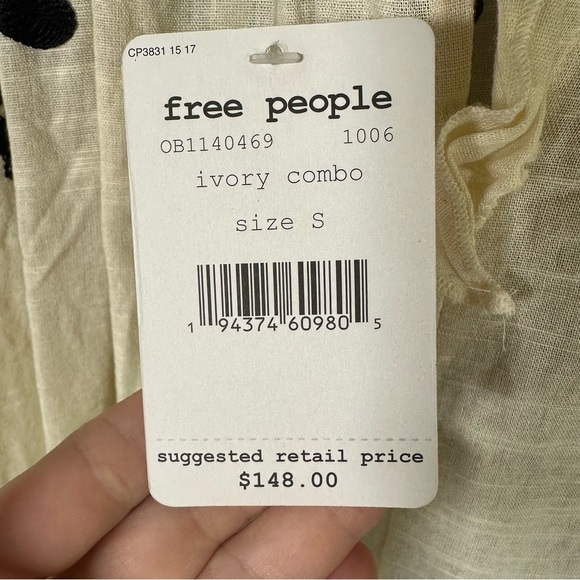 CP3831 15 17
free people
OB1140469 1006
ivory combo
size S
1 94374 60980 5
suggested retail price
$148.00